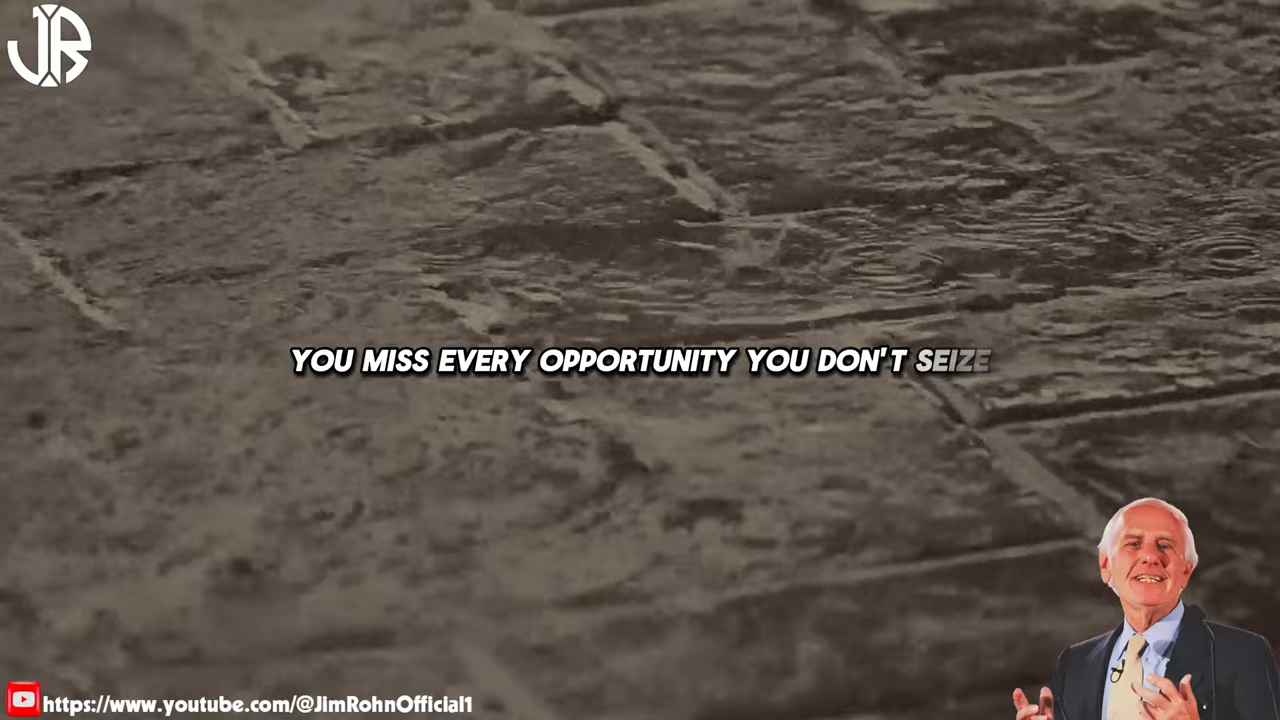 JR
YOU MISS EVERY OPPORTUNITY YOU DON'T SEIZE
https://www.youtube.com/@JimRohnOfficial1